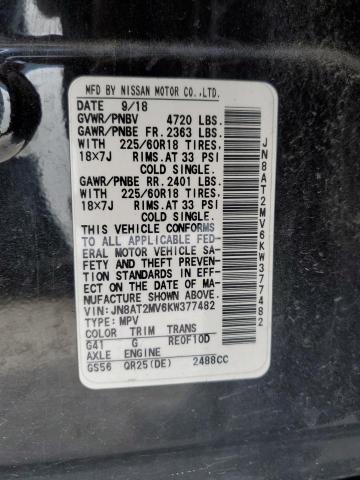 MFD BY NISSAN MOTOR CO.,LTD.
DATE 9/18
GVWR/PNBV 4720 LBS.
GAWR/PNBE FR. 2363 LBS.
WITH 225/60R18 TIRES,
18x7J RIMS,AT 33 PSI
COLD SINGLE.
GAWR/PNBE RR. 2401 LBS.
WITH 225/60R18 TIRES,
18x7J RIMS,AT 33 PSI
COLD SINGLE.
THIS VEHICLE CONFORMS
TO ALL APPLICABLE FED-
ERAL MOTOR VEHICLE SA-
FETY AND THEFT PREVENTION
STANDARDS IN EFFECT
ON THE DATE OF MA-
NUFACTURE SHOWN ABOVE.
VIN:JN8AT2MV6KW377482
TYPE: MPV
COLOR TRIM TRANS
G41 G RE0F10D
AXLE ENGINE
GS56 QR25(DE) 2488CC
JN8AT2MV6KW377482